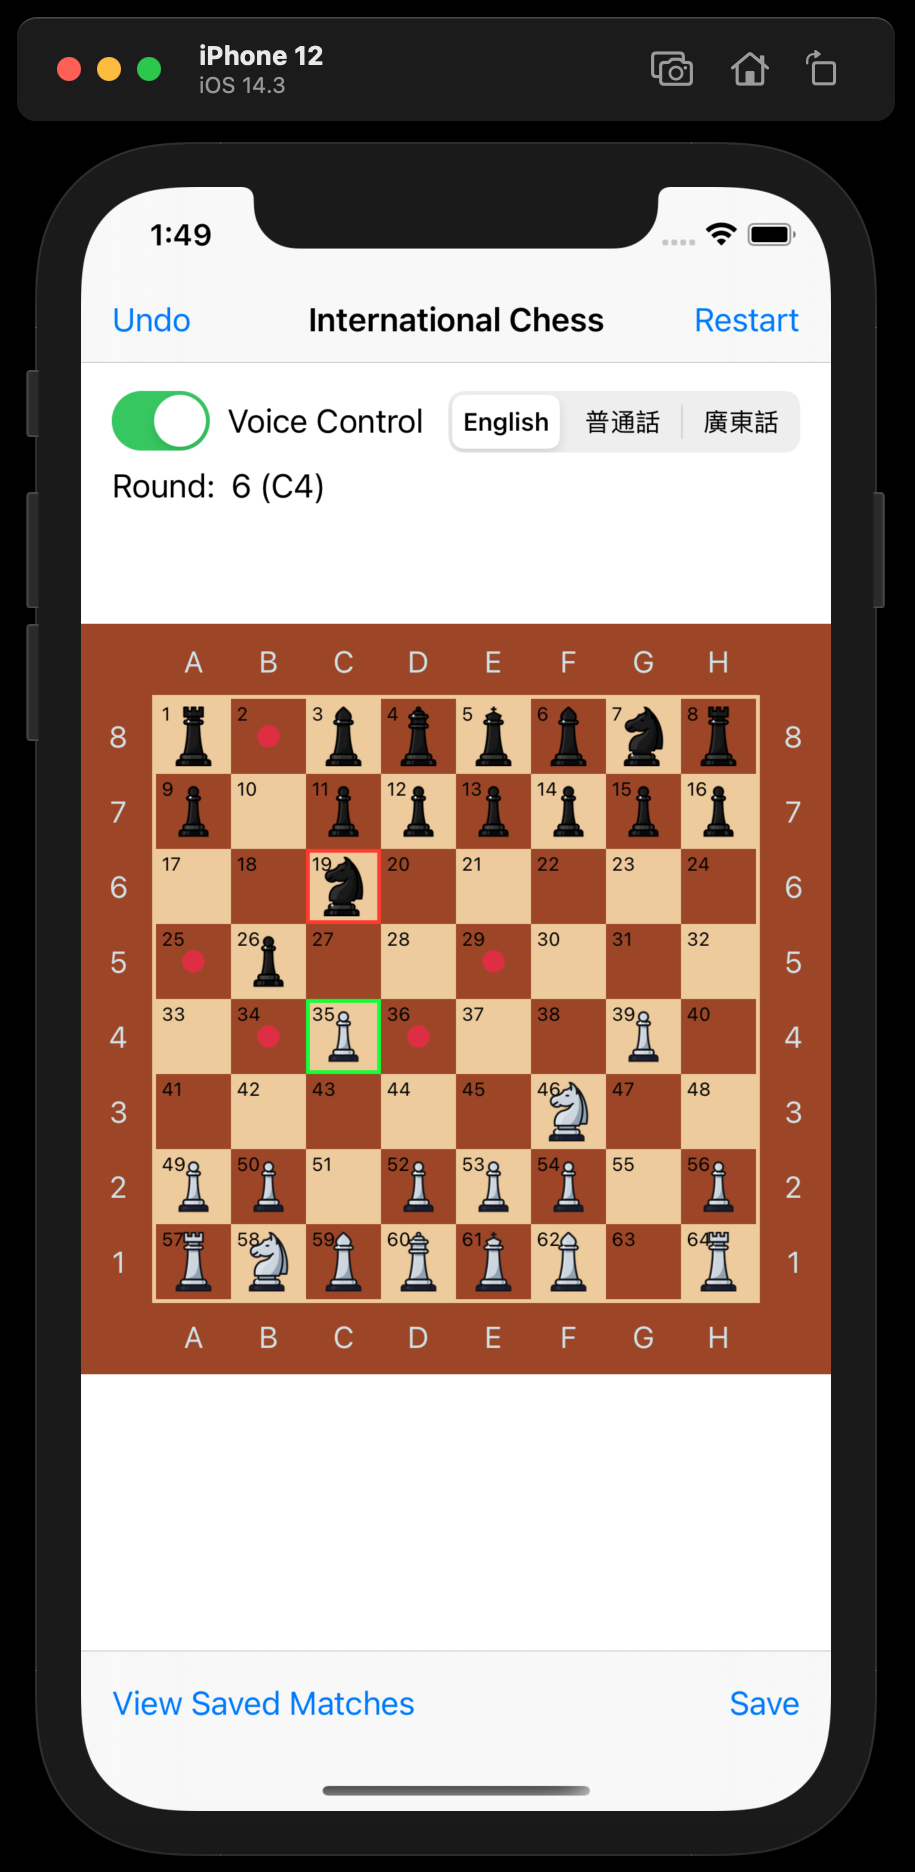 iPhone 12
iOS 14.3
1:49
Undo International Chess Restart
Voice Control English 普通話 廣東話
Round: 6 (C4)
A B C D E F G H
8 1 2 3 4 5 6 7 8 8
7 9 10 11 12 13 14 15 16 7
6 17 18 19 20 21 22 23 24 6
5 25 26 27 28 29 30 31 32 5
4 33 34 35 36 37 38 39 40 4
3 41 42 43 44 45 46 47 48 3
2 49 50 51 52 53 54 55 56 2
1 57 58 59 60 61 62 63 64 1
A B C D E F G H
View Saved Matches Save